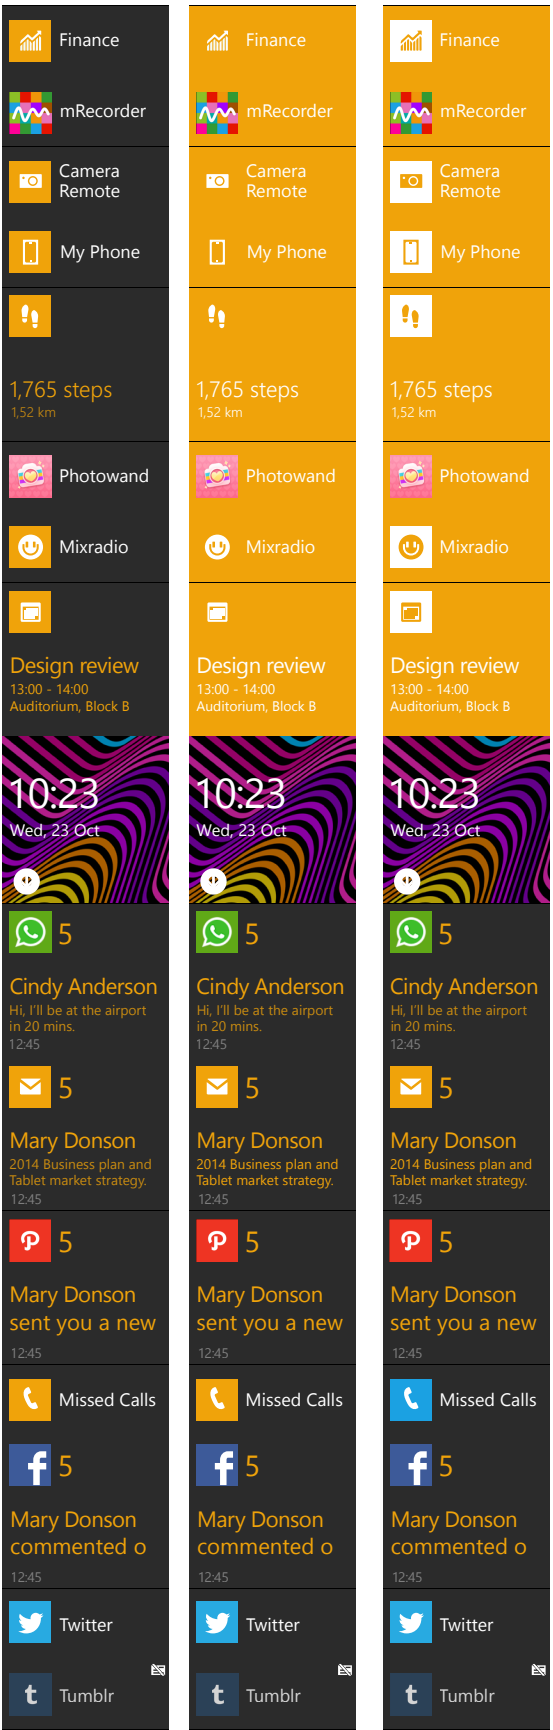 Finance
mRecorder
Camera
Remote
My Phone
1,765 steps
1,52 km
Photowand
Mixradio
Design review
13:00 - 14:00
Auditorium, Block B
10:23
Wed, 23 Oct
5
Cindy Anderson
Hi, I'll be at the airport
in 20 mins.
12:45
5
Mary Donson
2014 Business plan and
Tablet market strategy.
12:45
5
Mary Donson
sent you a new
12:45
Missed Calls
f 5
Mary Donson
commented o
12:45
Twitter
t Tumblr
Finance
mRecorder
Camera
Remote
My Phone
1,765 steps
1,52 km
Photowand
Mixradio
Design review
13:00 - 14:00
Auditorium, Block B
10:23
Wed, 23 Oct
5
Cindy Anderson
Hi, I'll be at the airport
in 20 mins.
12:45
5
Mary Donson
2014 Business plan and
Tablet market strategy.
12:45
5
Mary Donson
sent you a new
12:45
Missed Calls
f 5
Mary Donson
commented o
12:45
Twitter
t Tumblr
Finance
mRecorder
Camera
Remote
My Phone
1,765 steps
1,52 km
Photowand
Mixradio
Design review
13:00 - 14:00
Auditorium, Block B
10:23
Wed, 23 Oct
5
Cindy Anderson
Hi, I'll be at the airport
in 20 mins.
12:45
5
Mary Donson
2014 Business plan and
Tablet market strategy.
12:45
5
Mary Donson
sent you a new
12:45
Missed Calls
f 5
Mary Donson
commented o
12:45
Twitter
t Tumblr